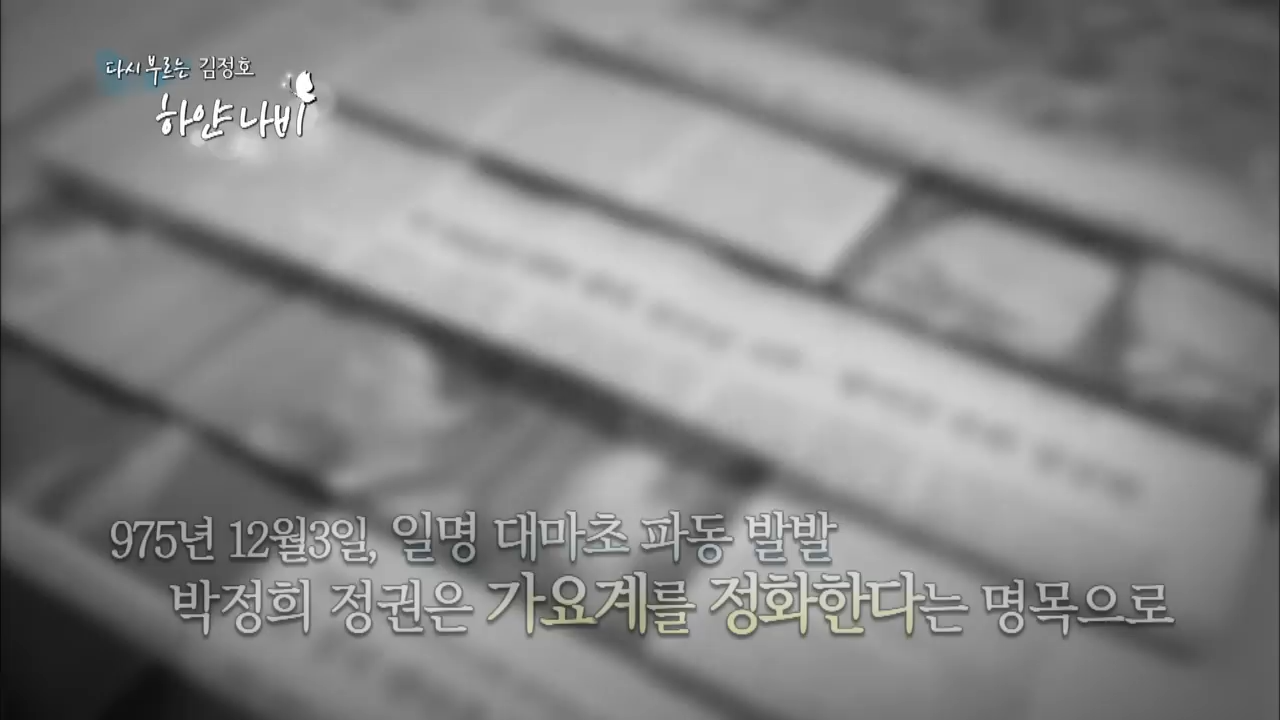 다시 부르는 김정호
하얀 나비
975년 12월3일, 일명 대마초 파동 발발
박정희 정권은 가요계를 정화한다는 명목으로